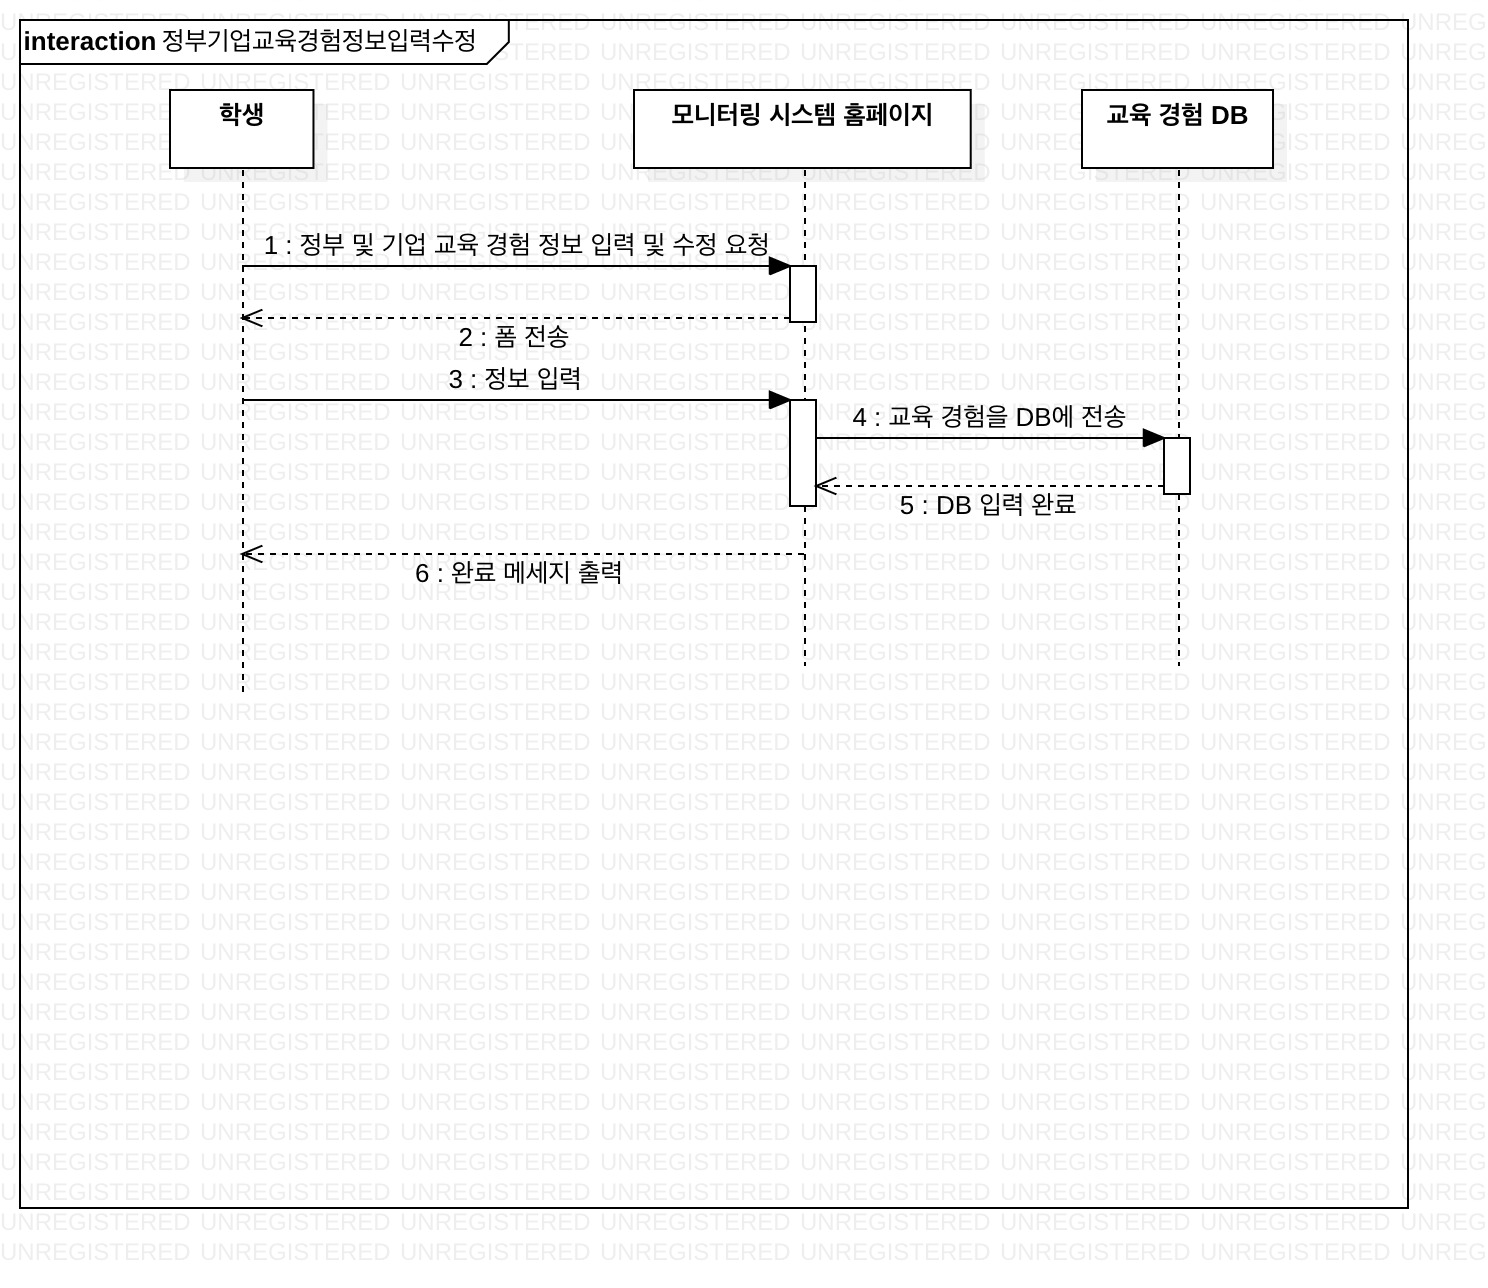 interaction 정부기업교육경험정보입력수정
학생
모니터링 시스템 홈페이지
교육 경험 DB
1 : 정부 및 기업 교육 경험 정보 입력 및 수정 요청
2 : 폼 전송
3 : 정보 입력
4 : 교육 경험을 DB에 전송
5 : DB 입력 완료
6 : 완료 메세지 출력
UNREGISTERED